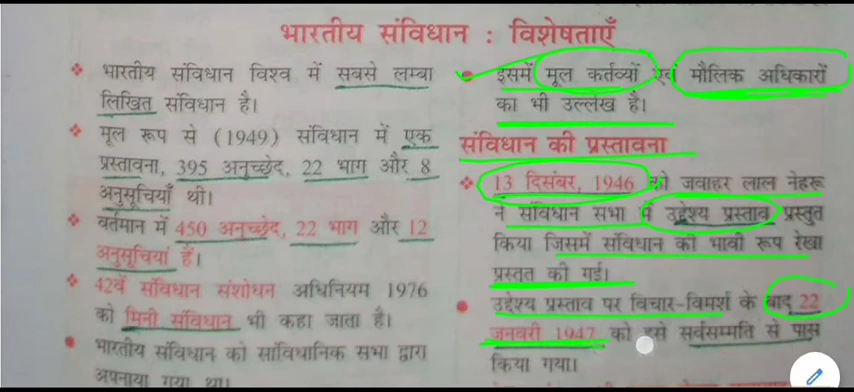 भारतीय संविधान : विशेषताएँ
❖ भारतीय संविधान विश्व में सबसे लम्बा
लिखित संविधान है।
❖ मूल रूप से (1949) संविधान में एक
प्रस्तावना, 395 अनुच्छेद, 22 भाग और 8
अनुसूचियाँ थी।
❖ वर्तमान में 450 अनुच्छेद, 22 भाग और 12
अनुसूचियां हैं।
❖ 42वें संविधान संशोधन अधिनियम 1976
को मिनी संविधान भी कहा जाता है।
● भारतीय संविधान को सांविधानिक सभा द्वारा
अपनाया गया था।
● इसमें मूल कर्तव्यों एवं मौलिक अधिकारों
का भी उल्लेख है।
संविधान की प्रस्तावना
❖ 13 दिसंबर, 1946 को जवाहर लाल नेहरू
ने संविधान सभा में उद्देश्य प्रस्ताव प्रस्तुत
किया जिसमें संविधान की भावी रूप रेखा
प्रस्तुत की गई।
● उद्देश्य प्रस्ताव पर विचार-विमर्श के बाद 22
जनवरी 1947 को इसे सर्वसम्मति से पास
किया गया।